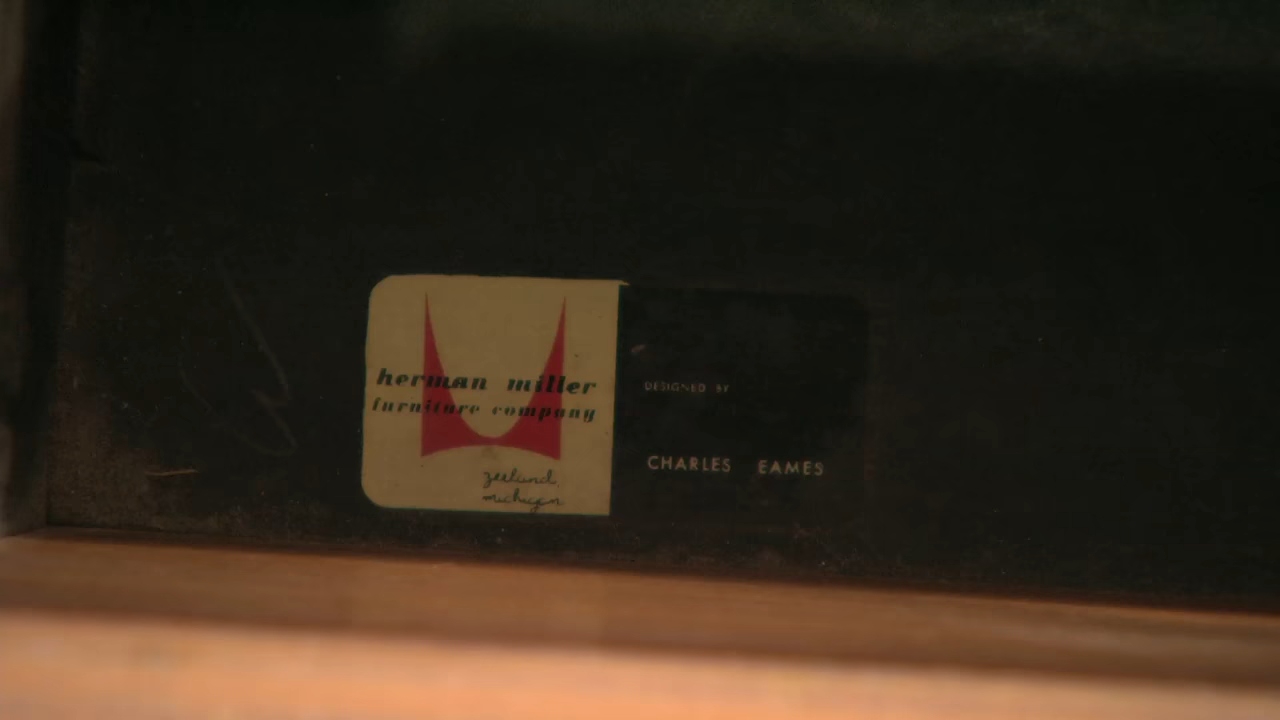 herman miller
furniture company
zeeland,
michigan
DESIGNED BY
CHARLES EAMES